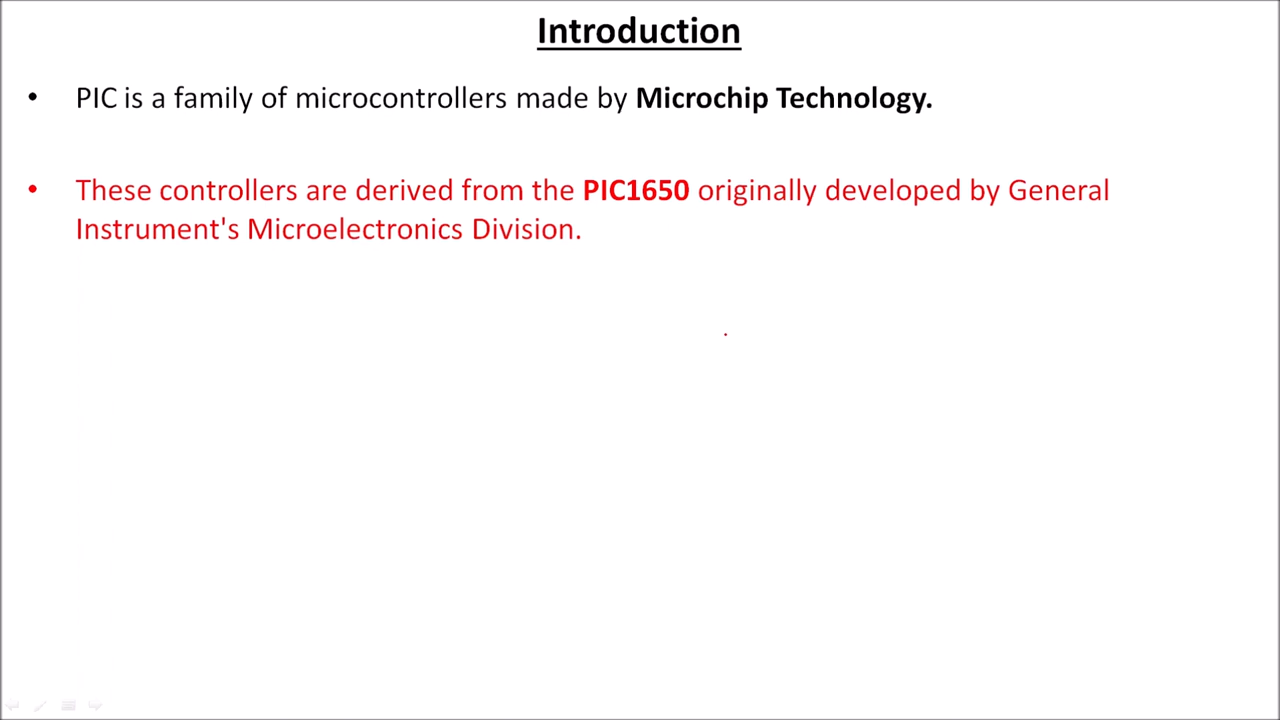 Introduction
• PIC is a family of microcontrollers made by Microchip Technology.
• These controllers are derived from the PIC1650 originally developed by General
Instrument's Microelectronics Division.